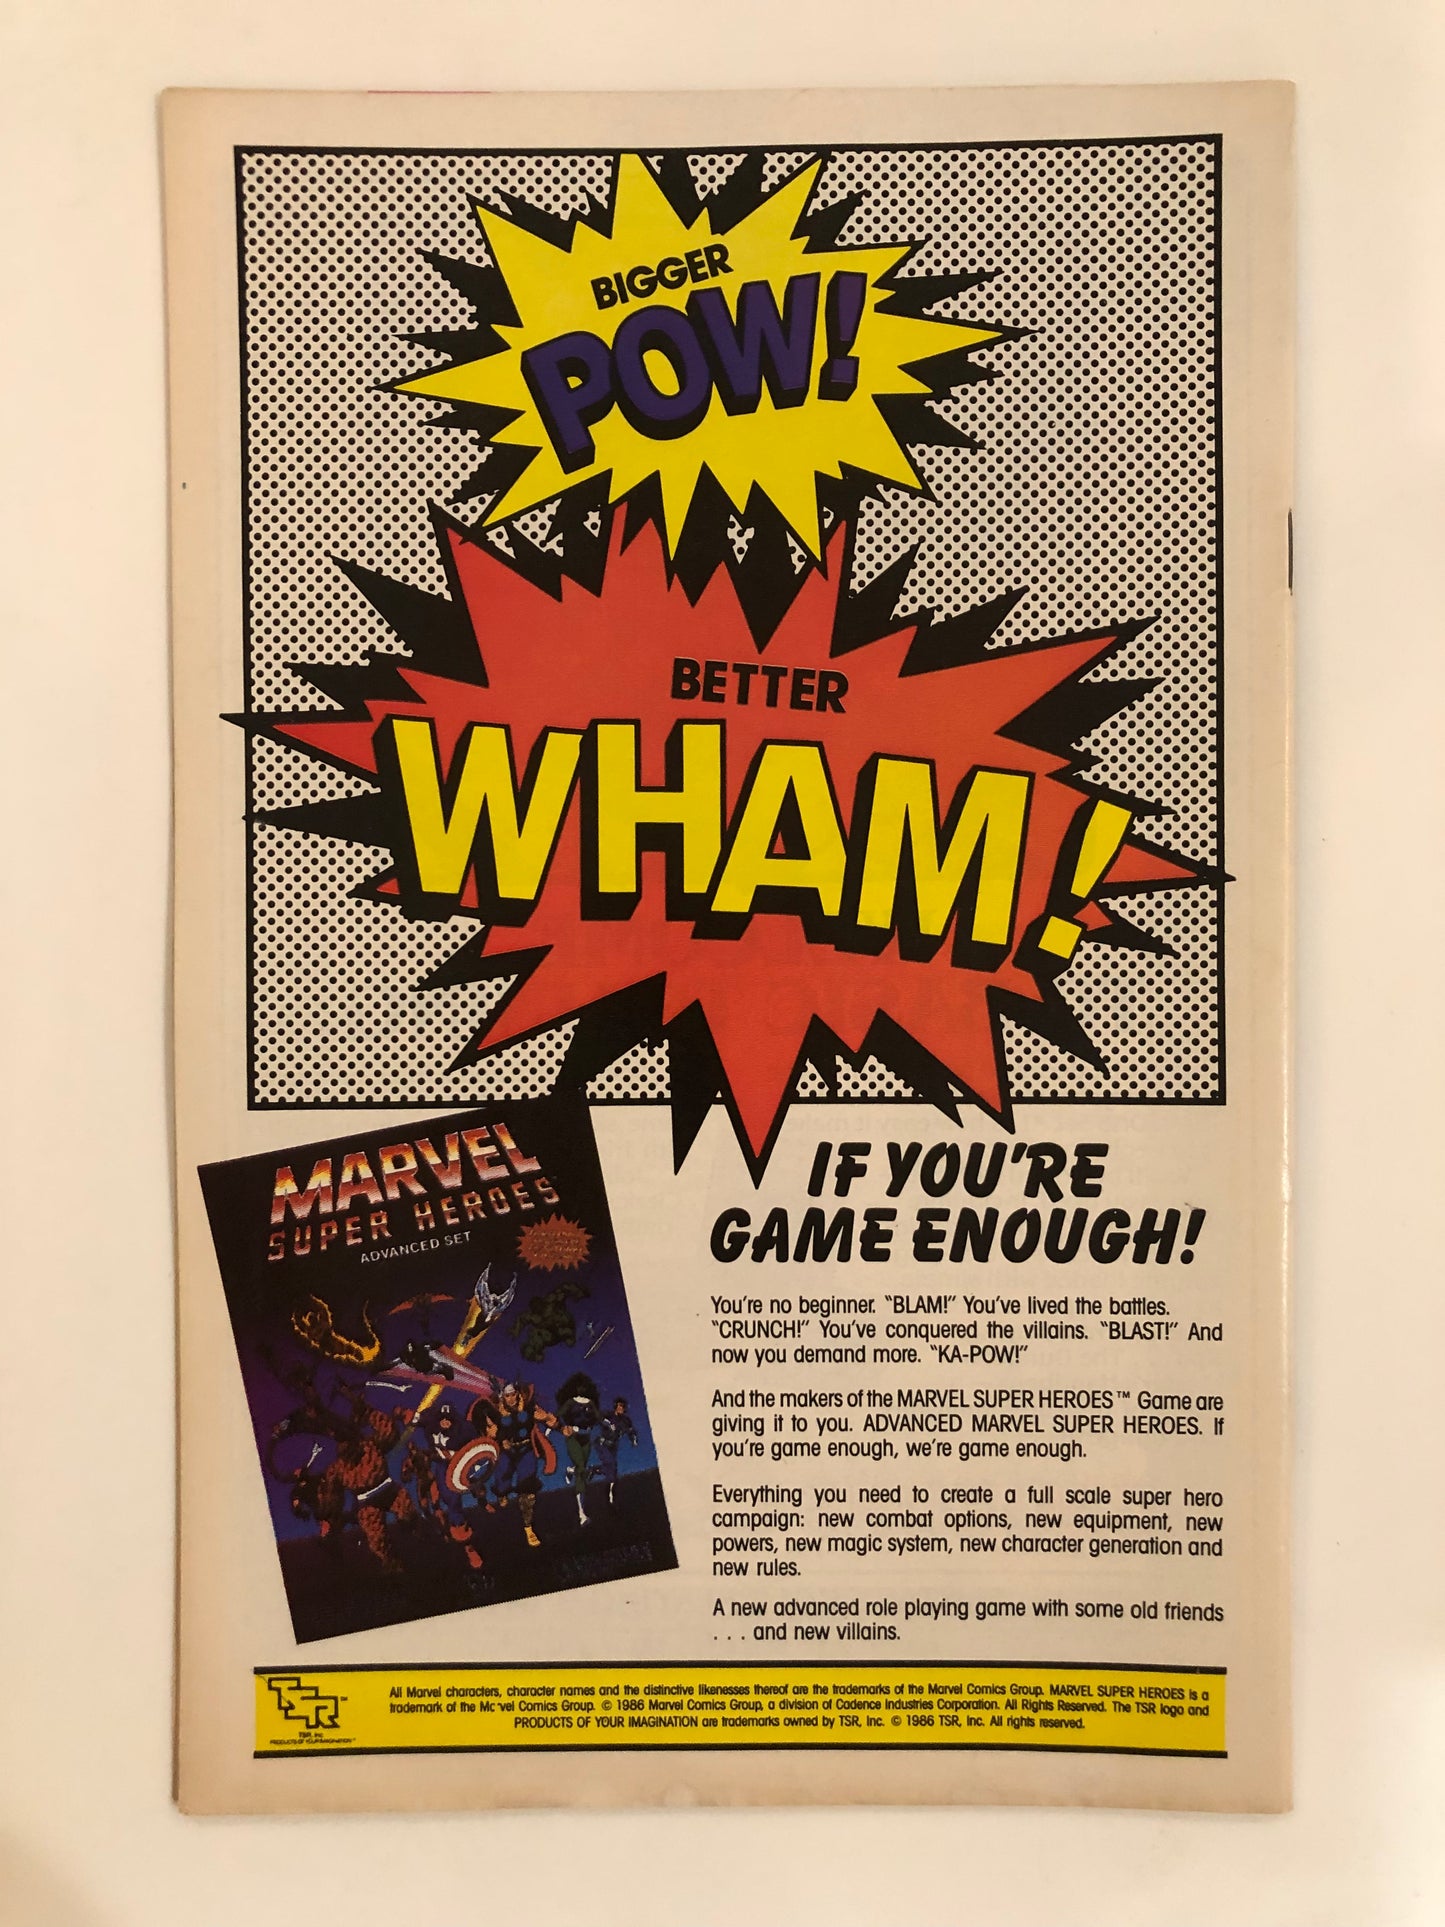 BIGGER
POW!
BETTER
WHAM!
MARVEL
SUPER HEROES
ADVANCED SET
IF YOU'RE
GAME ENOUGH!
You're no beginner. "BLAM!" You've lived the battles.
"CRUNCH!" You've conquered the villains. "BLAST!" And
now you demand more. "KA-POW!"
And the makers of the MARVEL SUPER HEROES™ Game are
giving it to you. ADVANCED MARVEL SUPER HEROES. If
you're game enough, we're game enough.
Everything you need to create a full scale super hero
campaign: new combat options, new equipment, new
powers, new magic system, new character generation and
new rules.
A new advanced role playing game with some old friends
. . . and new villains.
TSR™
TSR, Inc.
PRODUCTS OF YOUR IMAGINATION™
All Marvel characters, character names and the distinctive likenesses thereof are the trademarks of the Marvel Comics Group. MARVEL SUPER HEROES is a
trademark of the Marvel Comics Group. © 1986 Marvel Comics Group, a division of Cadence Industries Corporation. All Rights Reserved. The TSR logo and
PRODUCTS OF YOUR IMAGINATION are trademarks owned by TSR, Inc. © 1986 TSR, Inc. All rights reserved.